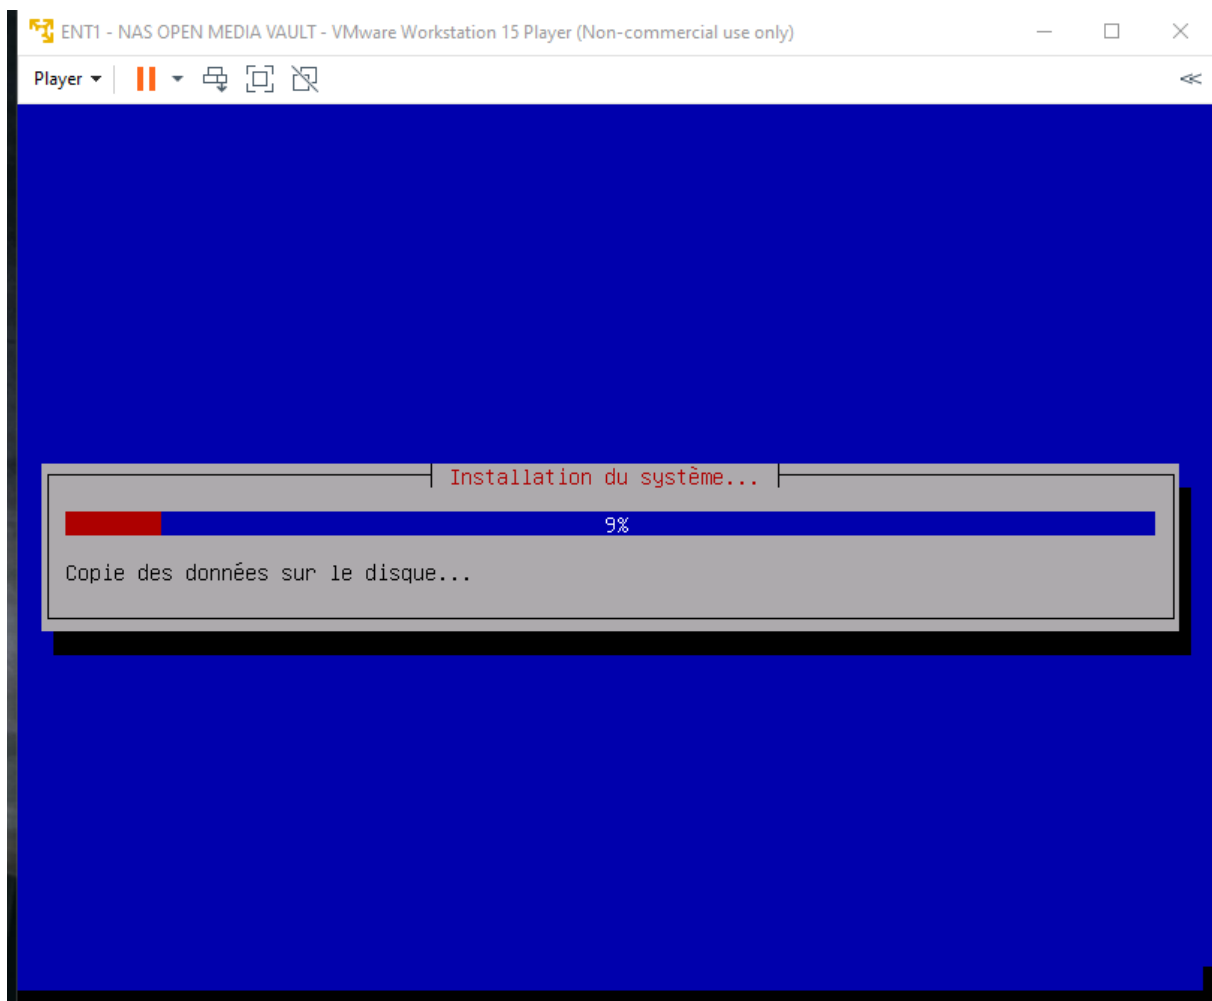 ENT1 - NAS OPEN MEDIA VAULT - VMware Workstation 15 Player (Non-commercial use only)
Player
Installation du système...
9%
Copie des données sur le disque...